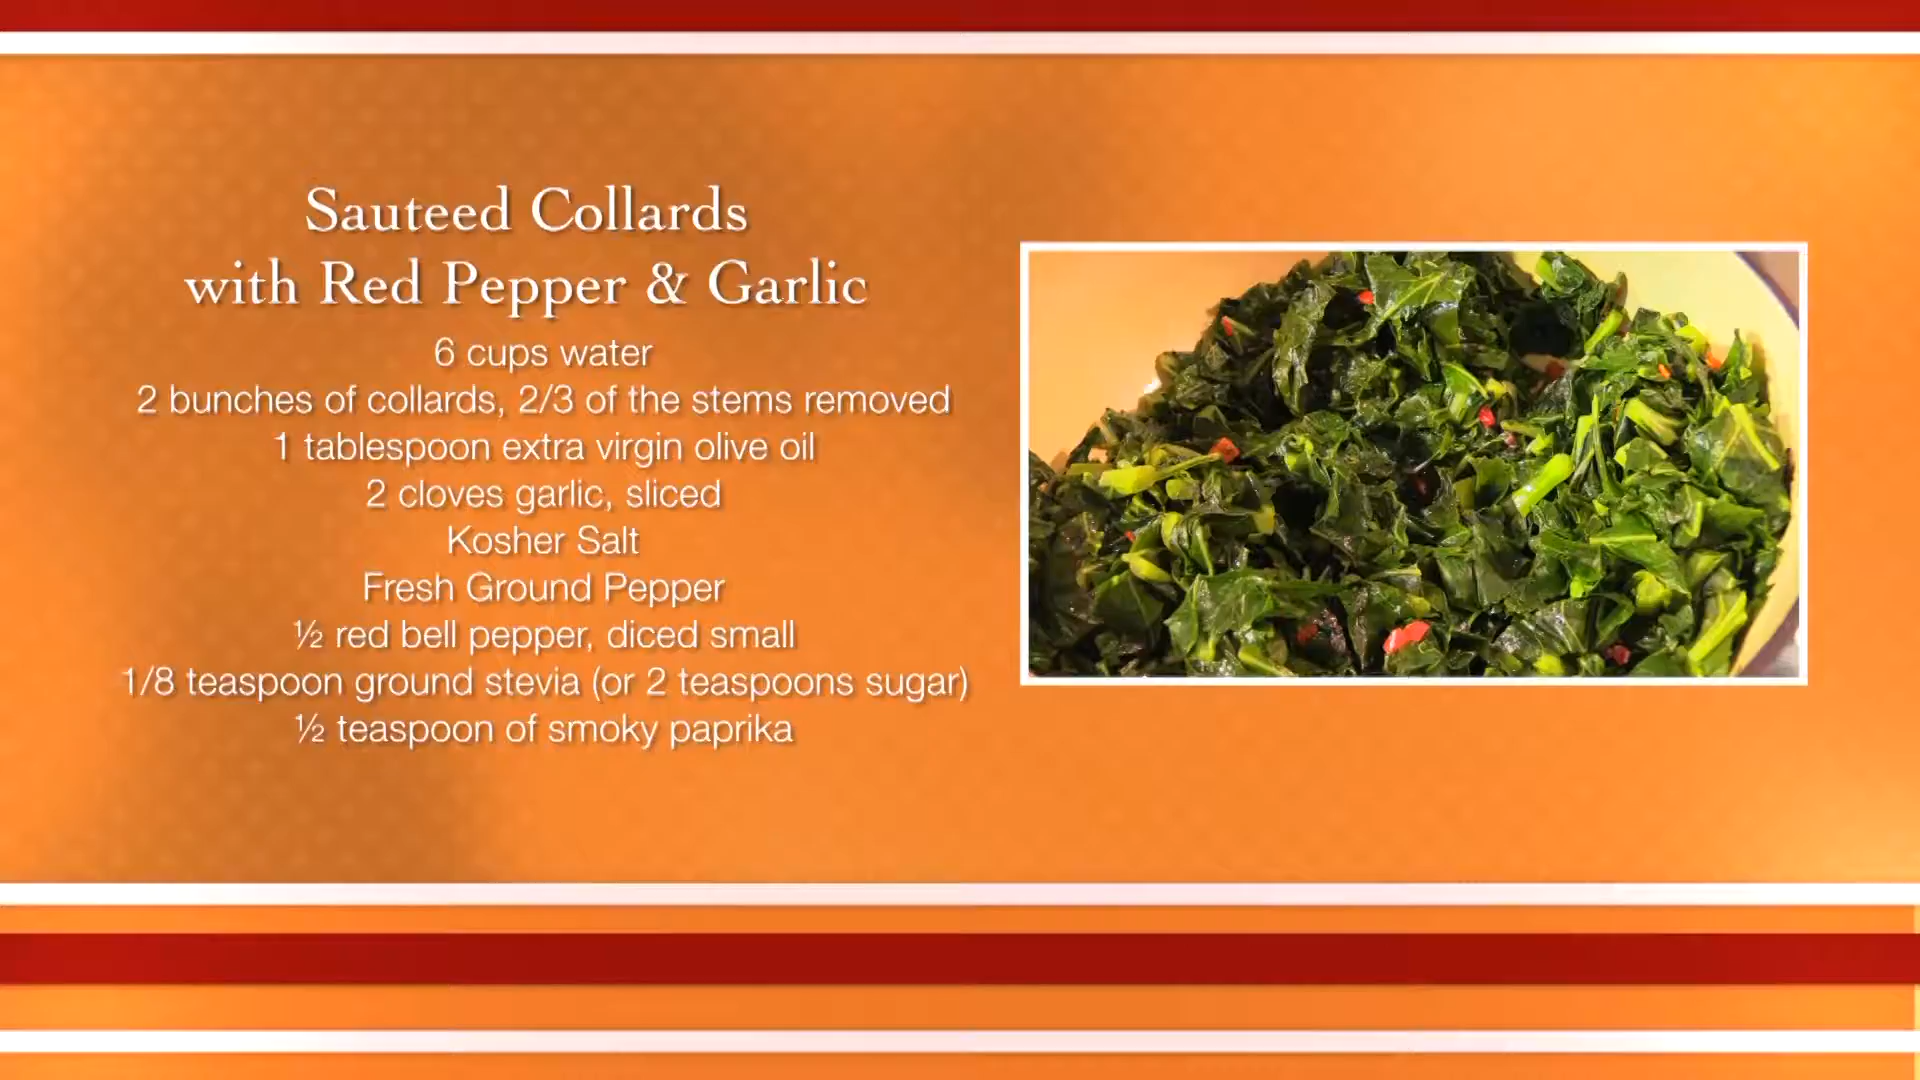 Sauteed Collards
with Red Pepper & Garlic
6 cups water
2 bunches of collards, 2/3 of the stems removed
1 tablespoon extra virgin olive oil
2 cloves garlic, sliced
Kosher Salt
Fresh Ground Pepper
½ red bell pepper, diced small
1/8 teaspoon ground stevia (or 2 teaspoons sugar)
½ teaspoon of smoky paprika